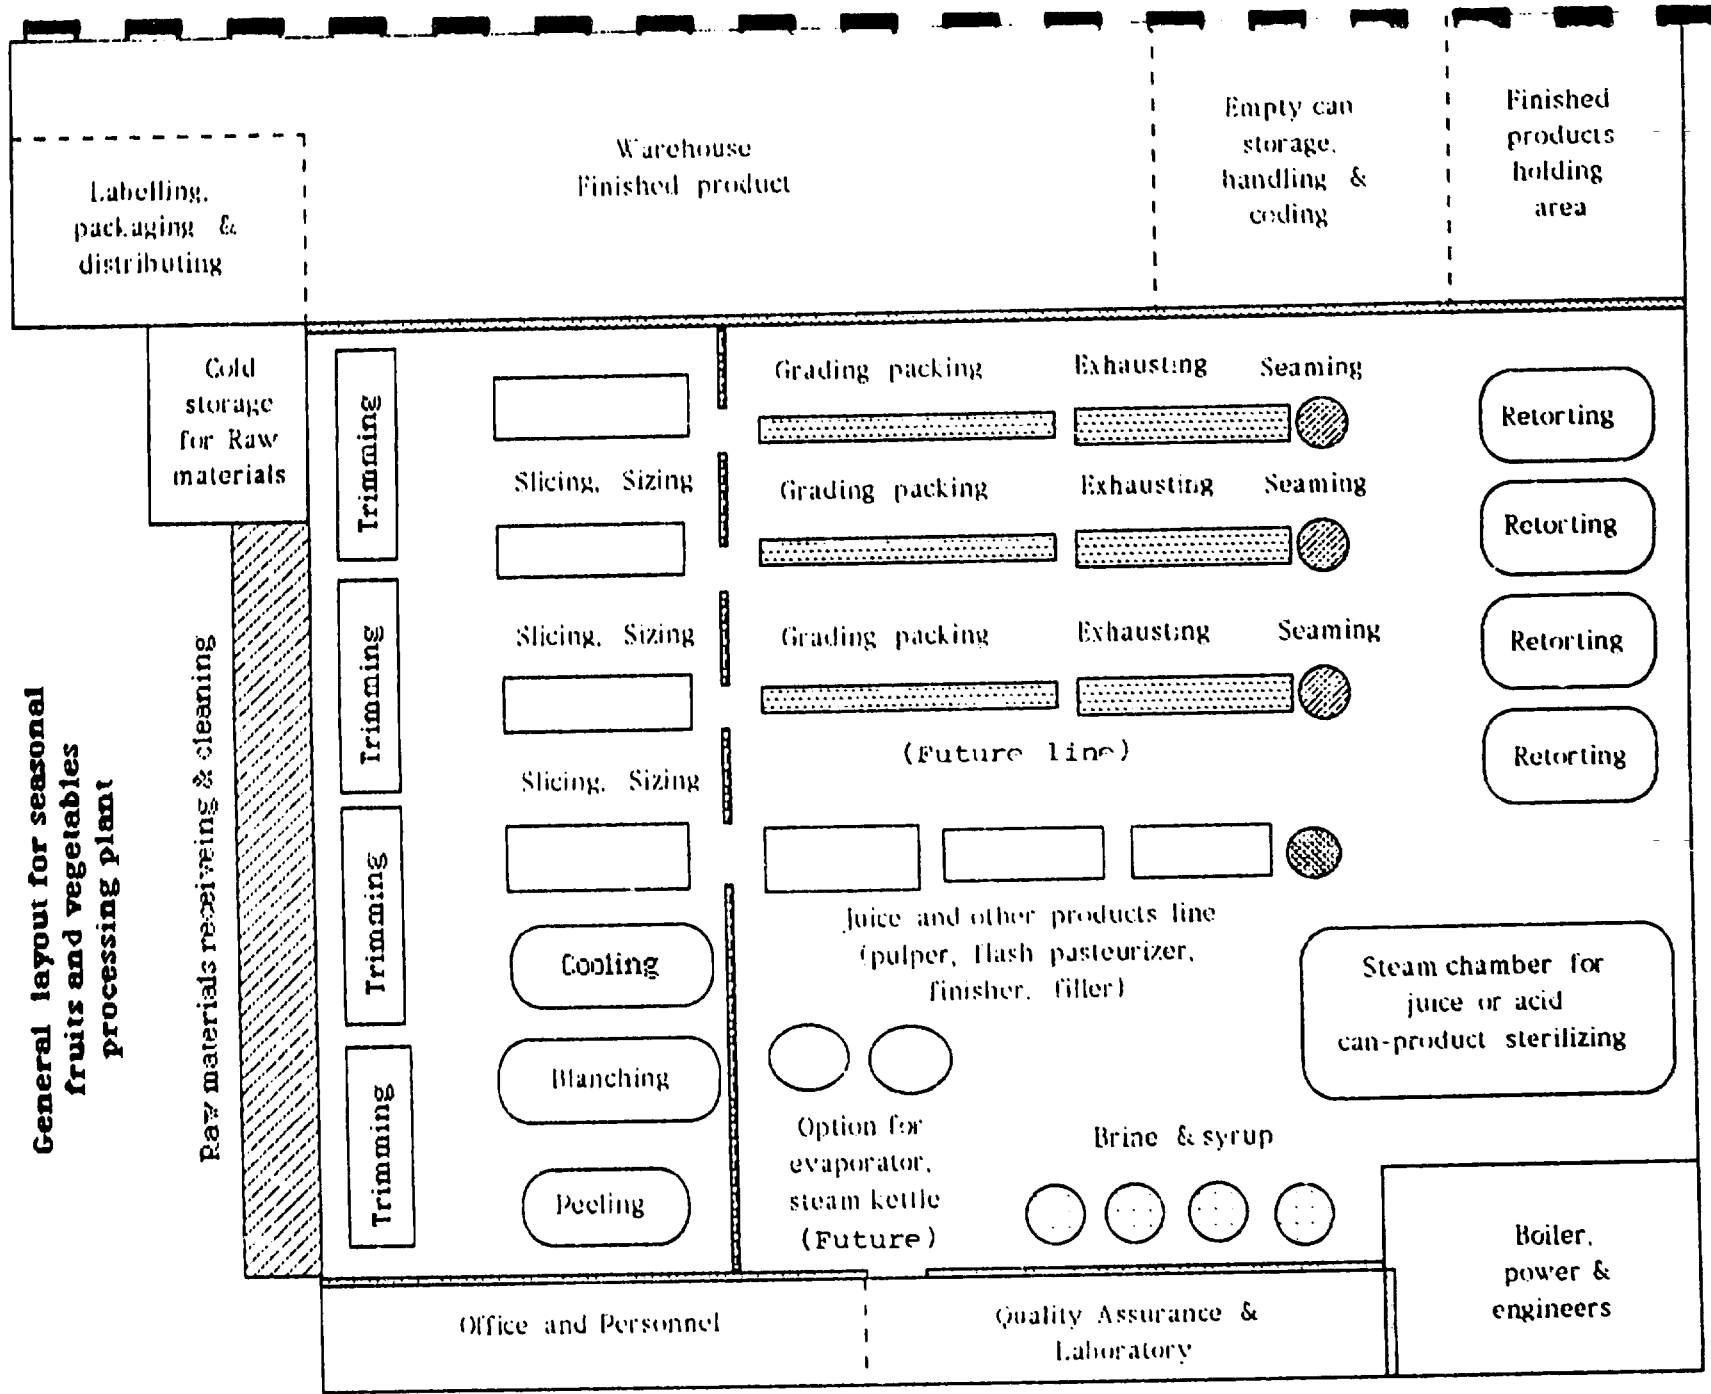 General layout for seasonal
fruits and vegetables
processing plant
Labelling,
packaging &
distributing
Warehouse
Finished product
Empty can
storage,
handling &
coding
Finished
products
holding
area
Cold
storage
for Raw
materials
Raw materials receiveing & cleaning
Trimming
Trimming
Trimming
Trimming
Slicing, Sizing
Slicing, Sizing
Slicing, Sizing
Cooling
Blanching
Peeling
Grading packing Exhausting Seaming
Grading packing Exhausting Seaming
Grading packing Exhausting Seaming
(Future line)
Retorting
Retorting
Retorting
Retorting
Juice and other products line
(pulper, flash pasteurizer,
finisher, filler)
Steam chamber for
juice or acid
can-product sterilizing
Option for
evaporator,
steam kettle
(Future)
Brine & syrup
Boiler,
power &
engineers
Office and Personnel
Quality Assurance &
Laboratory